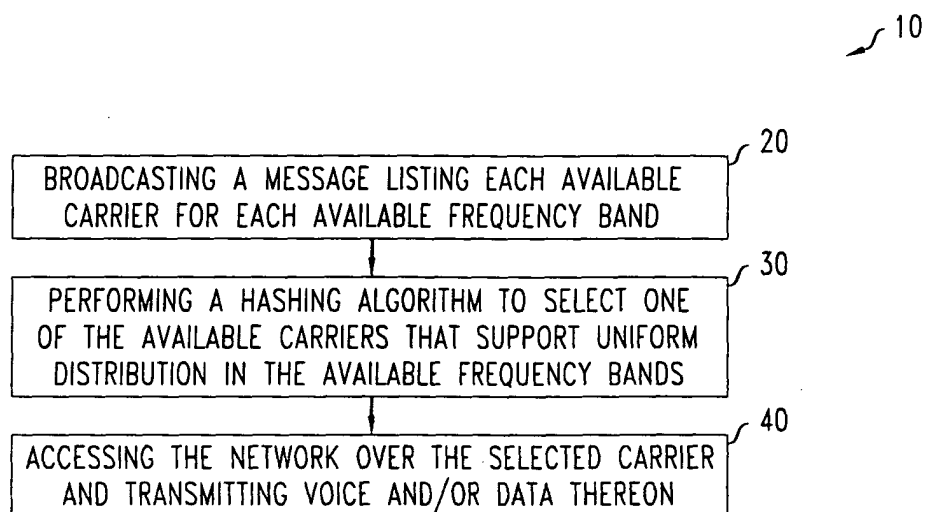 10
20
BROADCASTING A MESSAGE LISTING EACH AVAILABLE
CARRIER FOR EACH AVAILABLE FREQUENCY BAND
30
PERFORMING A HASHING ALGORITHM TO SELECT ONE
OF THE AVAILABLE CARRIERS THAT SUPPORT UNIFORM
DISTRIBUTION IN THE AVAILABLE FREQUENCY BANDS
40
ACCESSING THE NETWORK OVER THE SELECTED CARRIER
AND TRANSMITTING VOICE AND/OR DATA THEREON